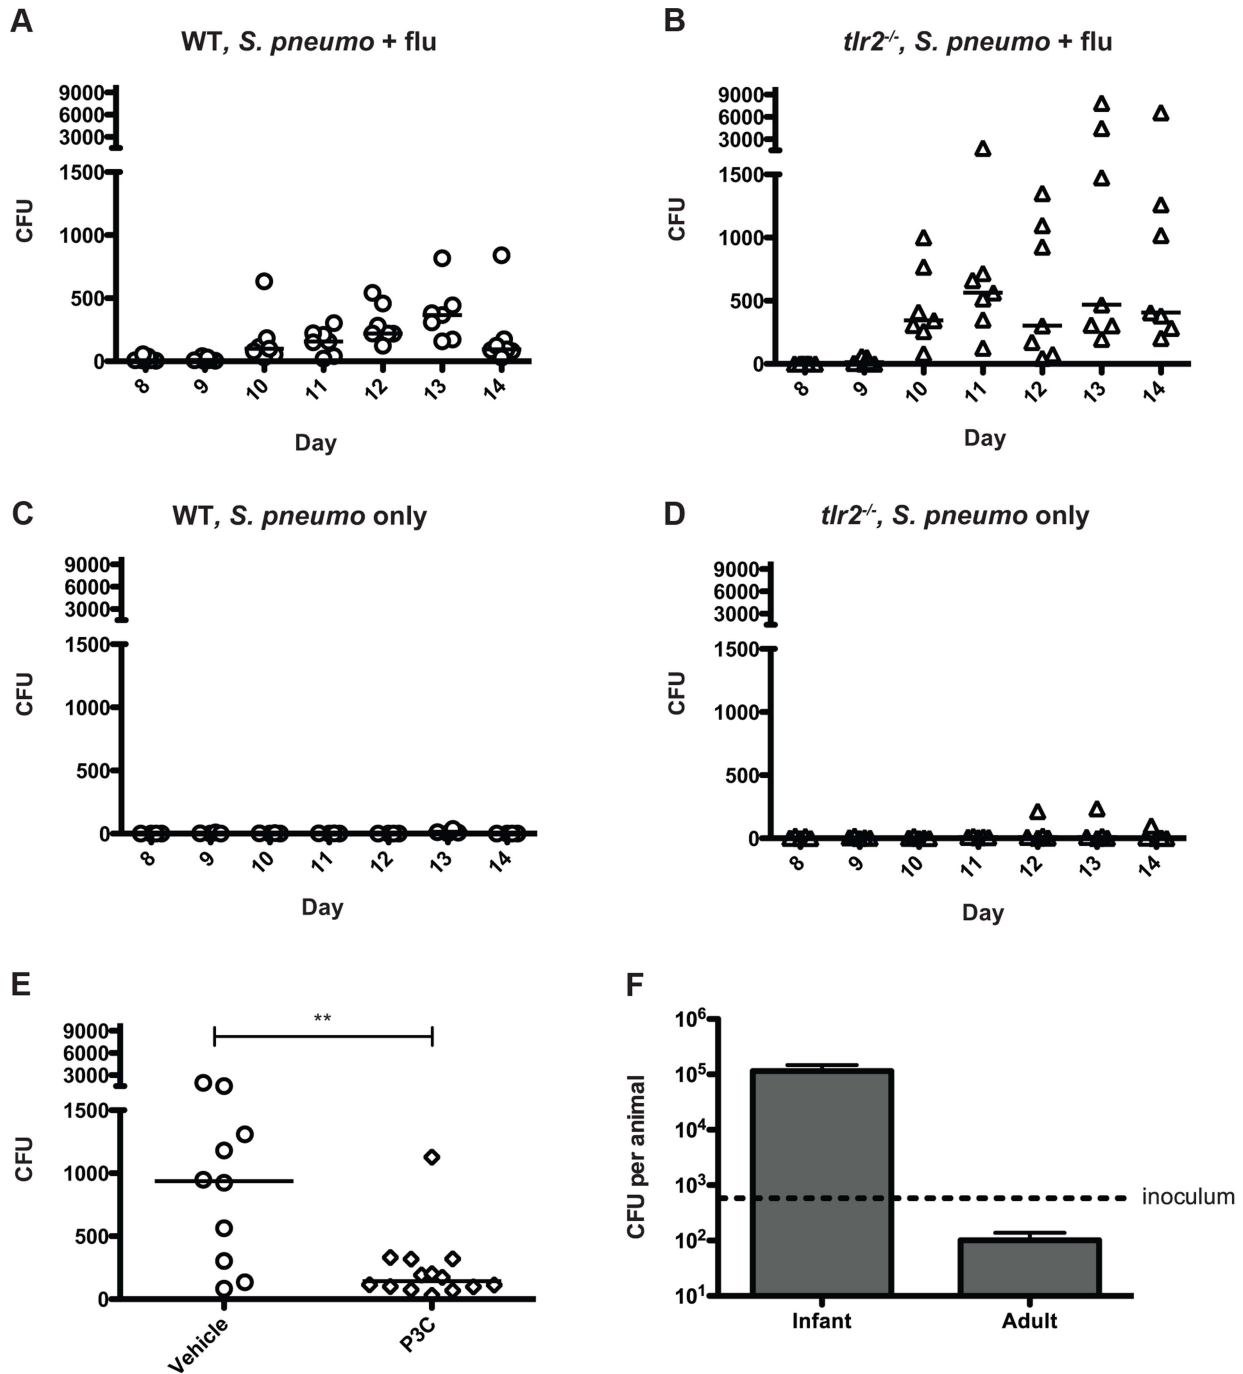 A
WT, S. pneumo + flu
9000
6000
3000
1500
1000
500
0
CFU
8 9 10 11 12 13 14
Day
B
tlr2-/-, S. pneumo + flu
9000
6000
3000
1500
1000
500
0
CFU
8 9 10 11 12 13 14
Day
C
WT, S. pneumo only
9000
6000
3000
1500
1000
500
0
CFU
8 9 10 11 12 13 14
Day
D
tlr2-/-, S. pneumo only
9000
6000
3000
1500
1000
500
0
CFU
8 9 10 11 12 13 14
Day
E
**
9000
6000
3000
1500
1000
500
0
CFU
Vehicle P3C
F
10⁶
10⁵
10⁴
10³
10²
10¹
CFU per animal
inoculum
Infant Adult